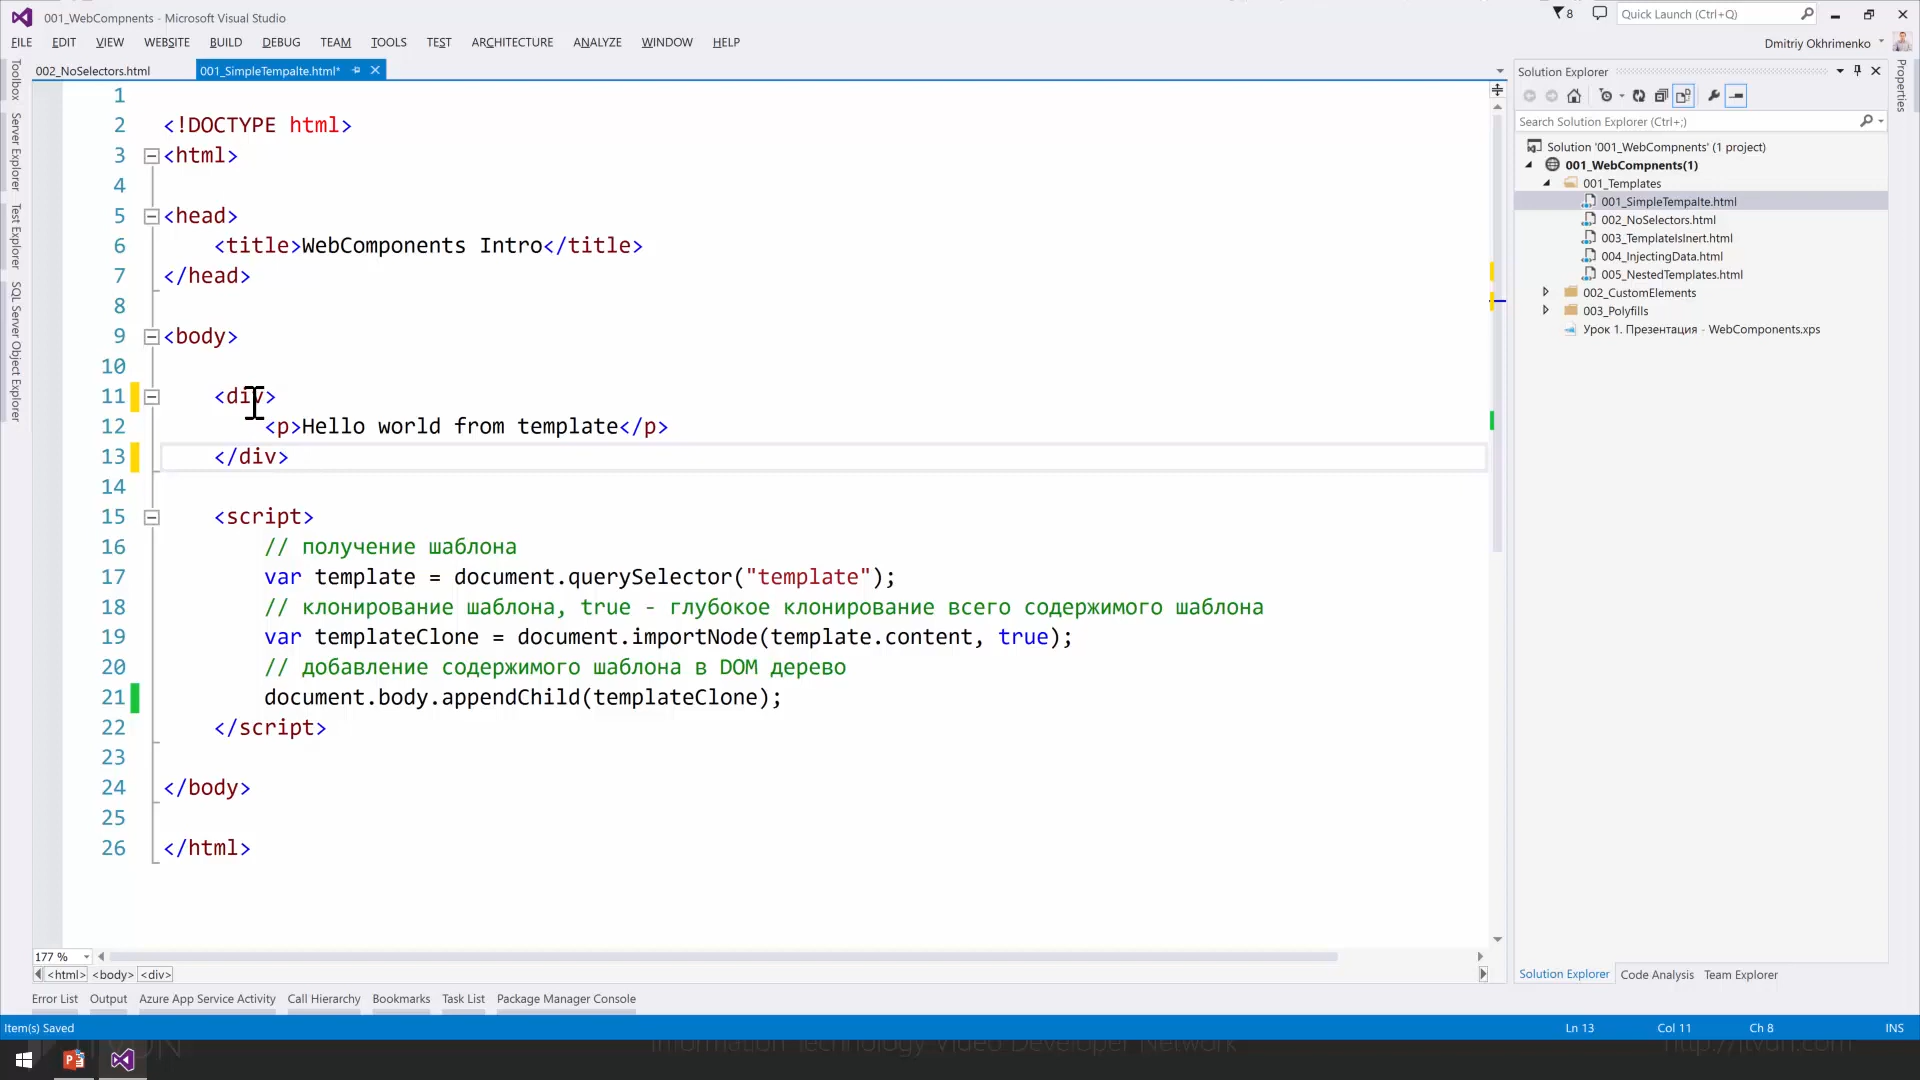 001_WebCompnents - Microsoft Visual Studio
8
Quick Launch (Ctrl+Q)
FILE EDIT VIEW WEBSITE BUILD DEBUG TEAM TOOLS TEST ARCHITECTURE ANALYZE WINDOW HELP
Dmitriy Okhrimenko
002_NoSelectors.html
001_SimpleTempalte.html*
Toolbox
Server Explorer
Test Explorer
SQL Server Object Explorer
1
2 <!DOCTYPE html>
3 <html>
4
5 <head>
6 <title>WebComponents Intro</title>
7 </head>
8
9 <body>
10
11 <div>
12 <p>Hello world from template</p>
13 </div>
14
15 <script>
16 // получение шаблона
17 var template = document.querySelector("template");
18 // клонирование шаблона, true - глубокое клонирование всего содержимого шаблона
19 var templateClone = document.importNode(template.content, true);
20 // добавление содержимого шаблона в DOM дерево
21 document.body.appendChild(templateClone);
22 </script>
23
24 </body>
25
26 </html>
177 %
<html> <body> <div>
Solution Explorer
Search Solution Explorer (Ctrl+;)
Solution '001_WebCompnents' (1 project)
001_WebCompnents(1)
001_Templates
001_SimpleTempalte.html
002_NoSelectors.html
003_TemplateIsInert.html
004_InjectingData.html
005_NestedTemplates.html
002_CustomElements
003_Polyfills
Урок 1. Презентация - WebComponents.xps
Properties
Solution Explorer Code Analysis Team Explorer
Error List Output Azure App Service Activity Call Hierarchy Bookmarks Task List Package Manager Console
Item(s) Saved
Ln 13 Col 11 Ch 8 INS
Information Technology Video Developer Network
http://itvdn.com